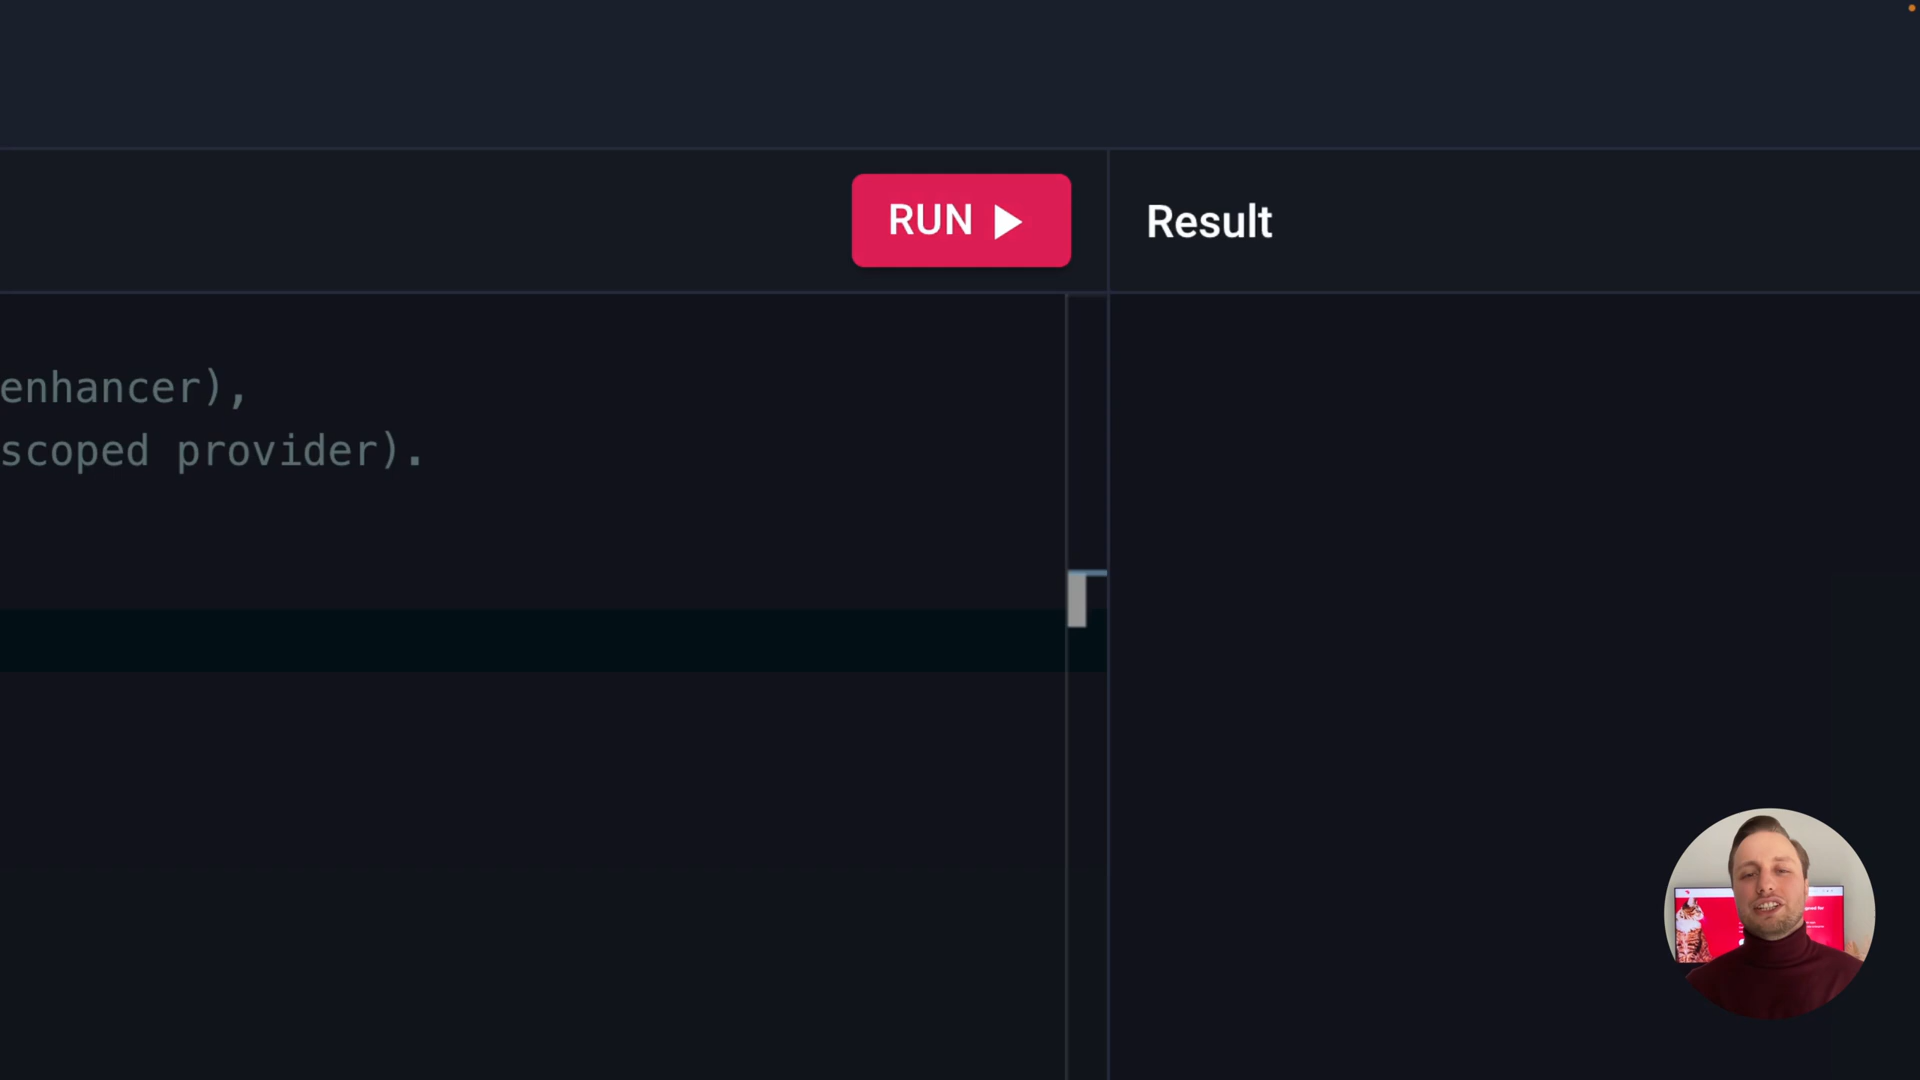 RUN
Result
enhancer),
scoped provider).